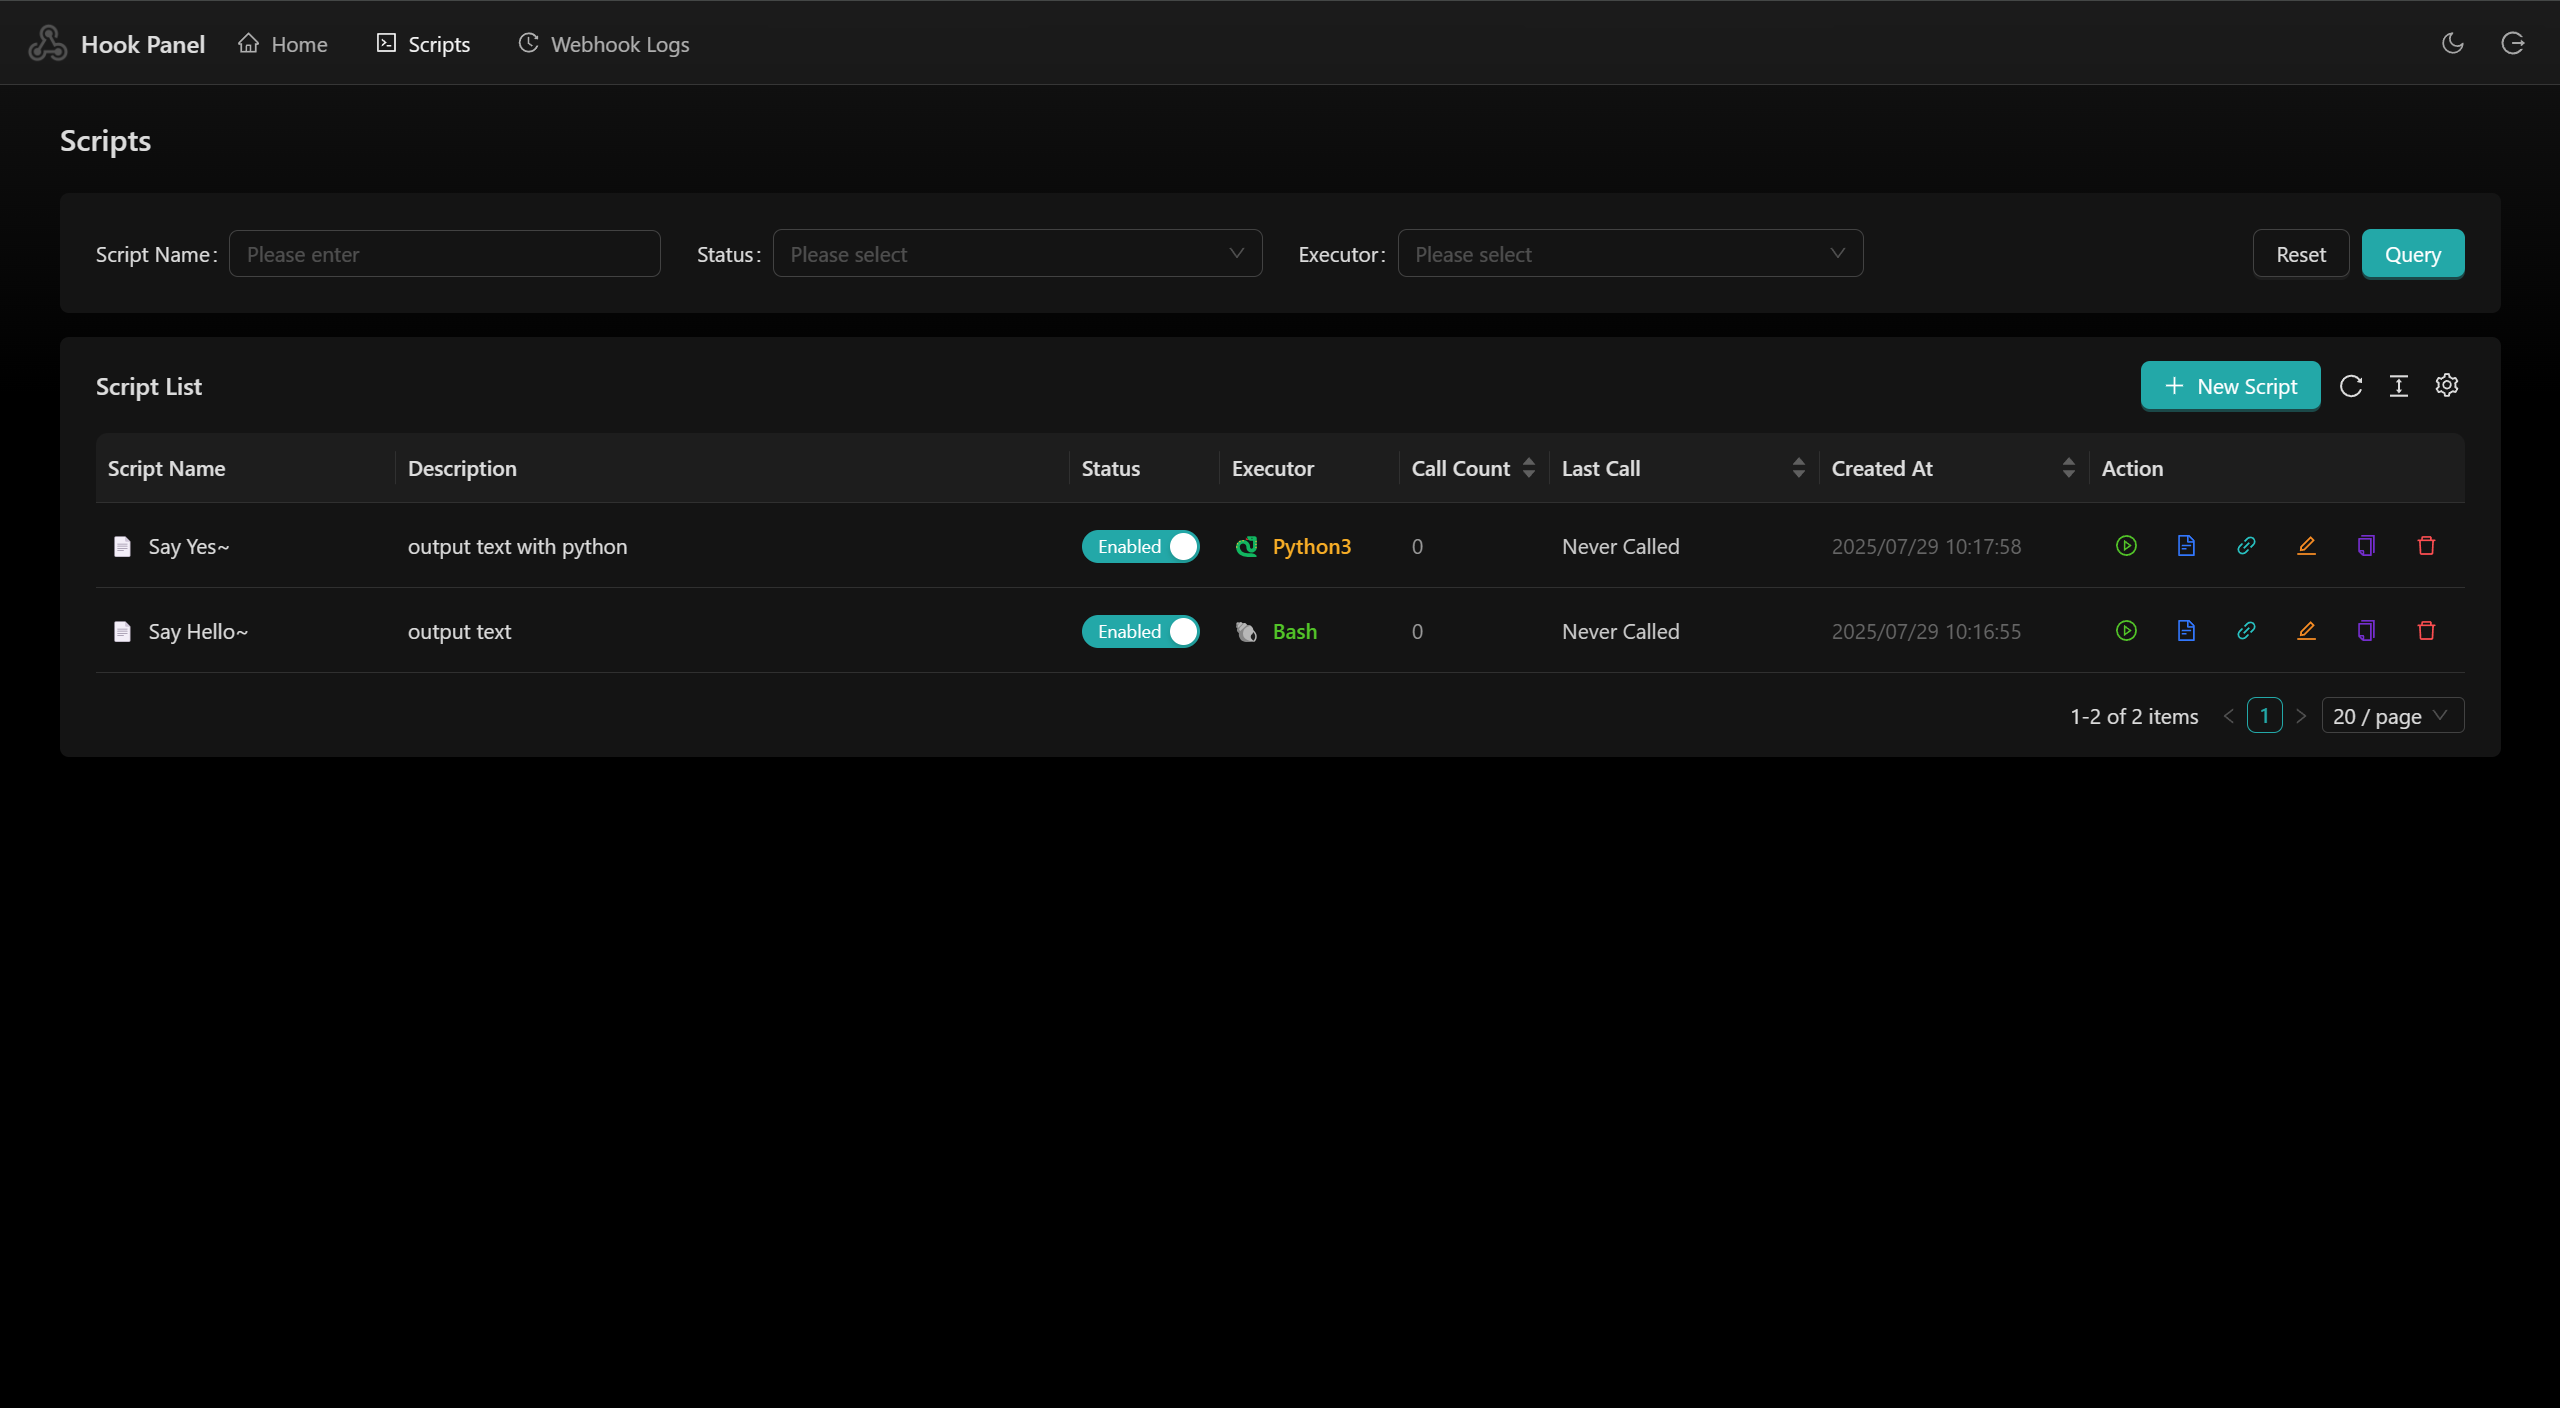 Hook Panel Home Scripts Webhook Logs
Scripts
Script Name: Please enter Status: Please select Executor: Please select Reset Query
Script List New Script
Script Name Description Status Executor Call Count Last Call Created At Action
Say Yes~ output text with python Enabled Python3 0 Never Called 2025/07/29 10:17:58
Say Hello~ output text Enabled Bash 0 Never Called 2025/07/29 10:16:55
1-2 of 2 items 1 20 / page